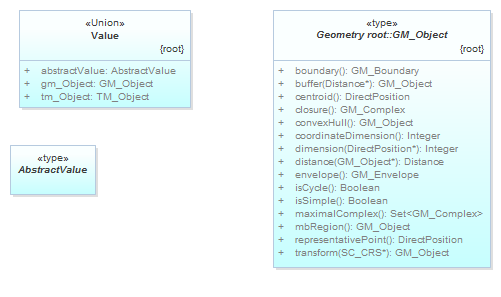 «Union»
Value
{root}
+ abstractValue: AbstractValue
+ gm_Object: GM_Object
+ tm_Object: TM_Object
«type»
AbstractValue
«type»
Geometry root::GM_Object
{root}
+ boundary(): GM_Boundary
+ buffer(Distance*): GM_Object
+ centroid(): DirectPosition
+ closure(): GM_Complex
+ convexHull(): GM_Object
+ coordinateDimension(): Integer
+ dimension(DirectPosition*): Integer
+ distance(GM_Object*): Distance
+ envelope(): GM_Envelope
+ isCycle(): Boolean
+ isSimple(): Boolean
+ maximalComplex(): Set<GM_Complex>
+ mbRegion(): GM_Object
+ representativePoint(): DirectPosition
+ transform(SC_CRS*): GM_Object